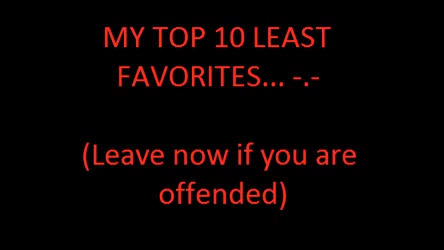 MY TOP 10 LEAST
FAVORITES... -.-
(Leave now if you are
offended)